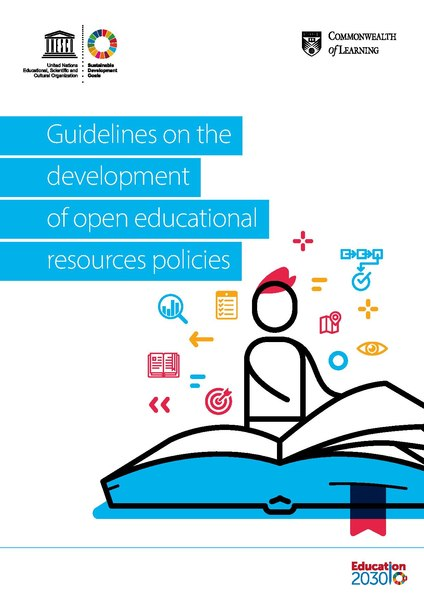 United Nations
Educational, Scientific and
Cultural Organization
Sustainable
Development
Goals
COMMONWEALTH
of LEARNING
Guidelines on the
development
of open educational
resources policies
Education
2030